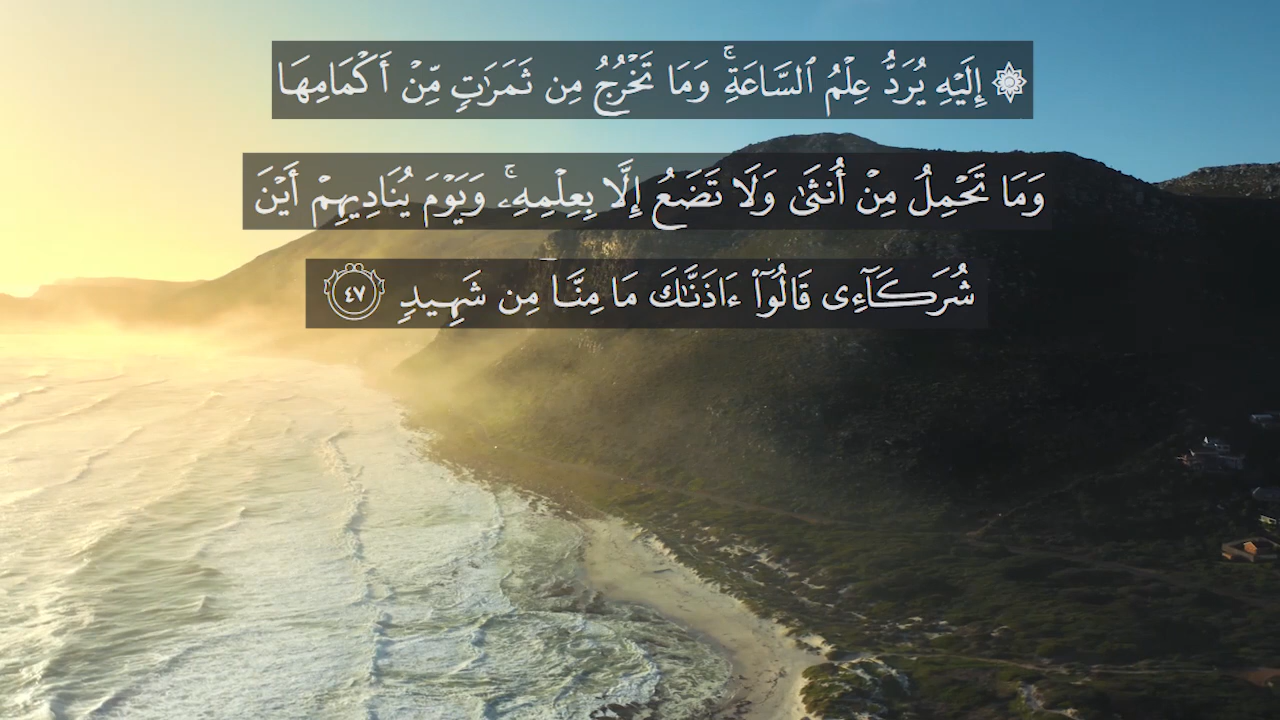 ۞ إِلَيْهِ يُرَدُّ عِلْمُ ٱلسَّاعَةِۚ وَمَا تَخْرُجُ مِن ثَمَرَٰتٍ مِّنْ أَكْمَامِهَا
وَمَا تَحْمِلُ مِنْ أُنثَىٰ وَلَا تَضَعُ إِلَّا بِعِلْمِهِۦۚ وَيَوْمَ يُنَادِيهِمْ أَيْنَ
شُرَكَآءِى قَالُوٓا۟ ءَاذَنَّٰكَ مَا مِنَّا مِن شَهِيدٍ ٤٧